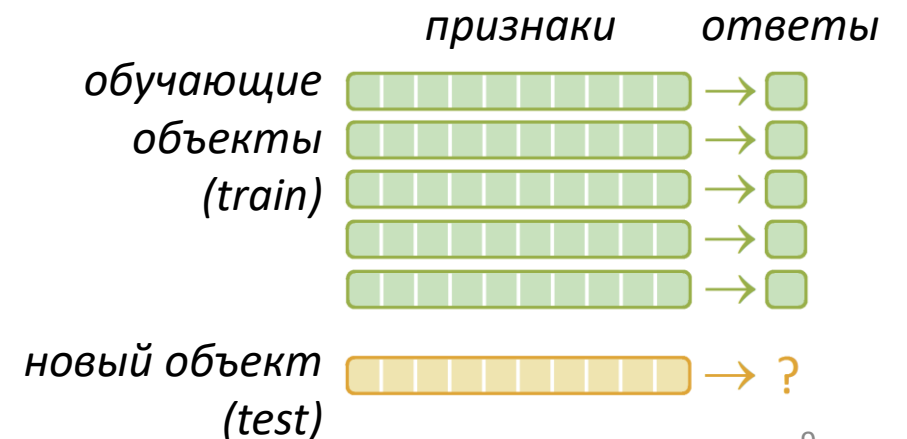 признаки ответы
обучающие
объекты
(train)
новый объект
(test)
?